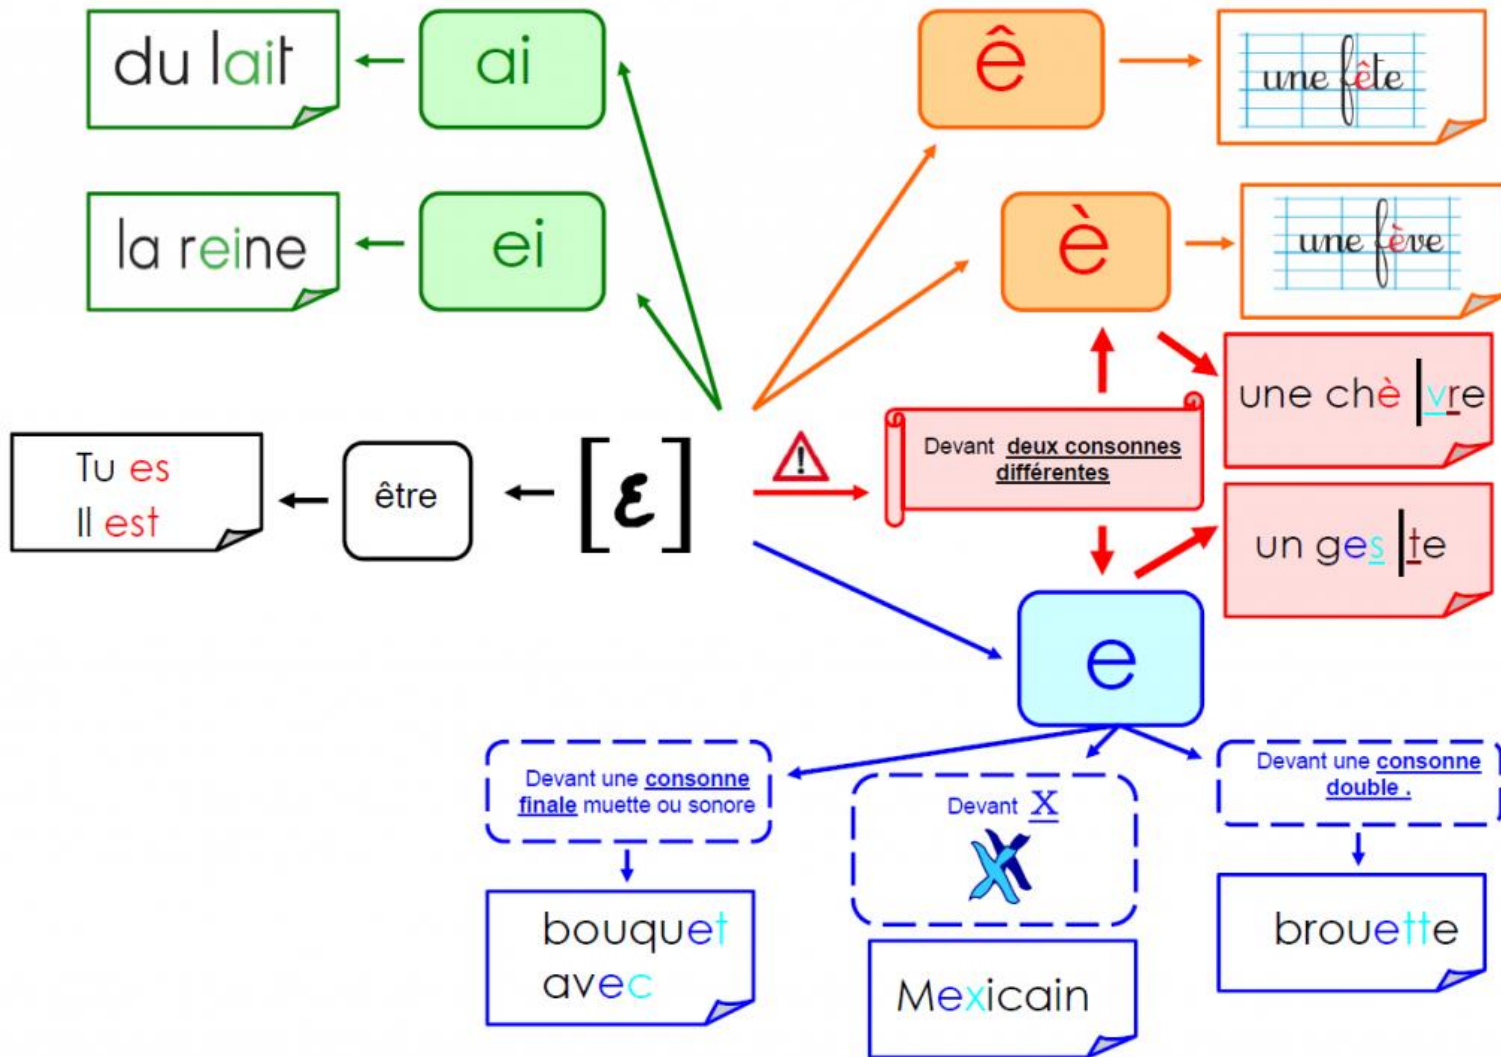 du lait
ai
ê
une fête
la reine
ei
è
une fève
une chè |vre
Devant deux consonnes
différentes
Tu es
Il est
être
[ɛ]
un ges |te
e
Devant une consonne
finale muette ou sonore
Devant X
Devant une consonne
double .
bouquet
avec
Mexicain
brouette